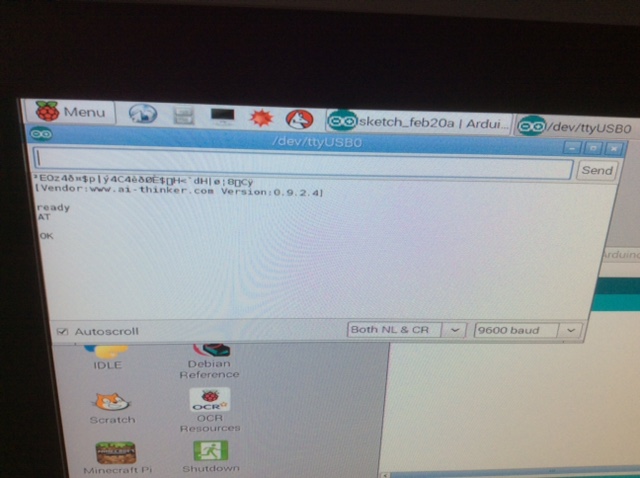 Menu
sketch_feb20a | Ardui...
/dev/ttyUSB0
/dev/ttyUSB0
Send
[Vendor:www.ai-thinker.com Version:0.9.2.4]
ready
AT
OK
Arduino
Autoscroll
Both NL & CR
9600 baud
IDLE
Debian
Reference
Scratch
OCR
OCR
Resources
Minecraft Pi
Shutdown